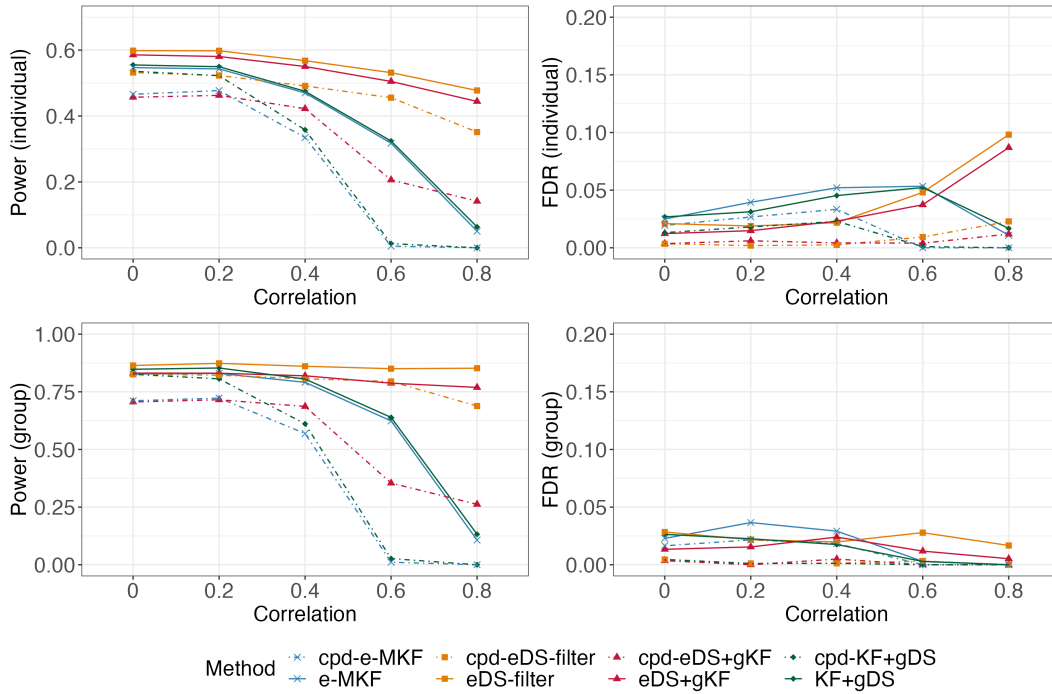 Power (individual)
0.6
0.4
0.2
0.0
0 0.2 0.4 0.6 0.8
Correlation
FDR (individual)
0.20
0.15
0.10
0.05
0.00
0 0.2 0.4 0.6 0.8
Correlation
Power (group)
1.00
0.75
0.50
0.25
0.00
0 0.2 0.4 0.6 0.8
Correlation
FDR (group)
0.20
0.15
0.10
0.05
0.00
0 0.2 0.4 0.6 0.8
Correlation
Method
cpd-e-MKF cpd-eDS-filter cpd-eDS+gKF cpd-KF+gDS
e-MKF eDS-filter eDS+gKF KF+gDS